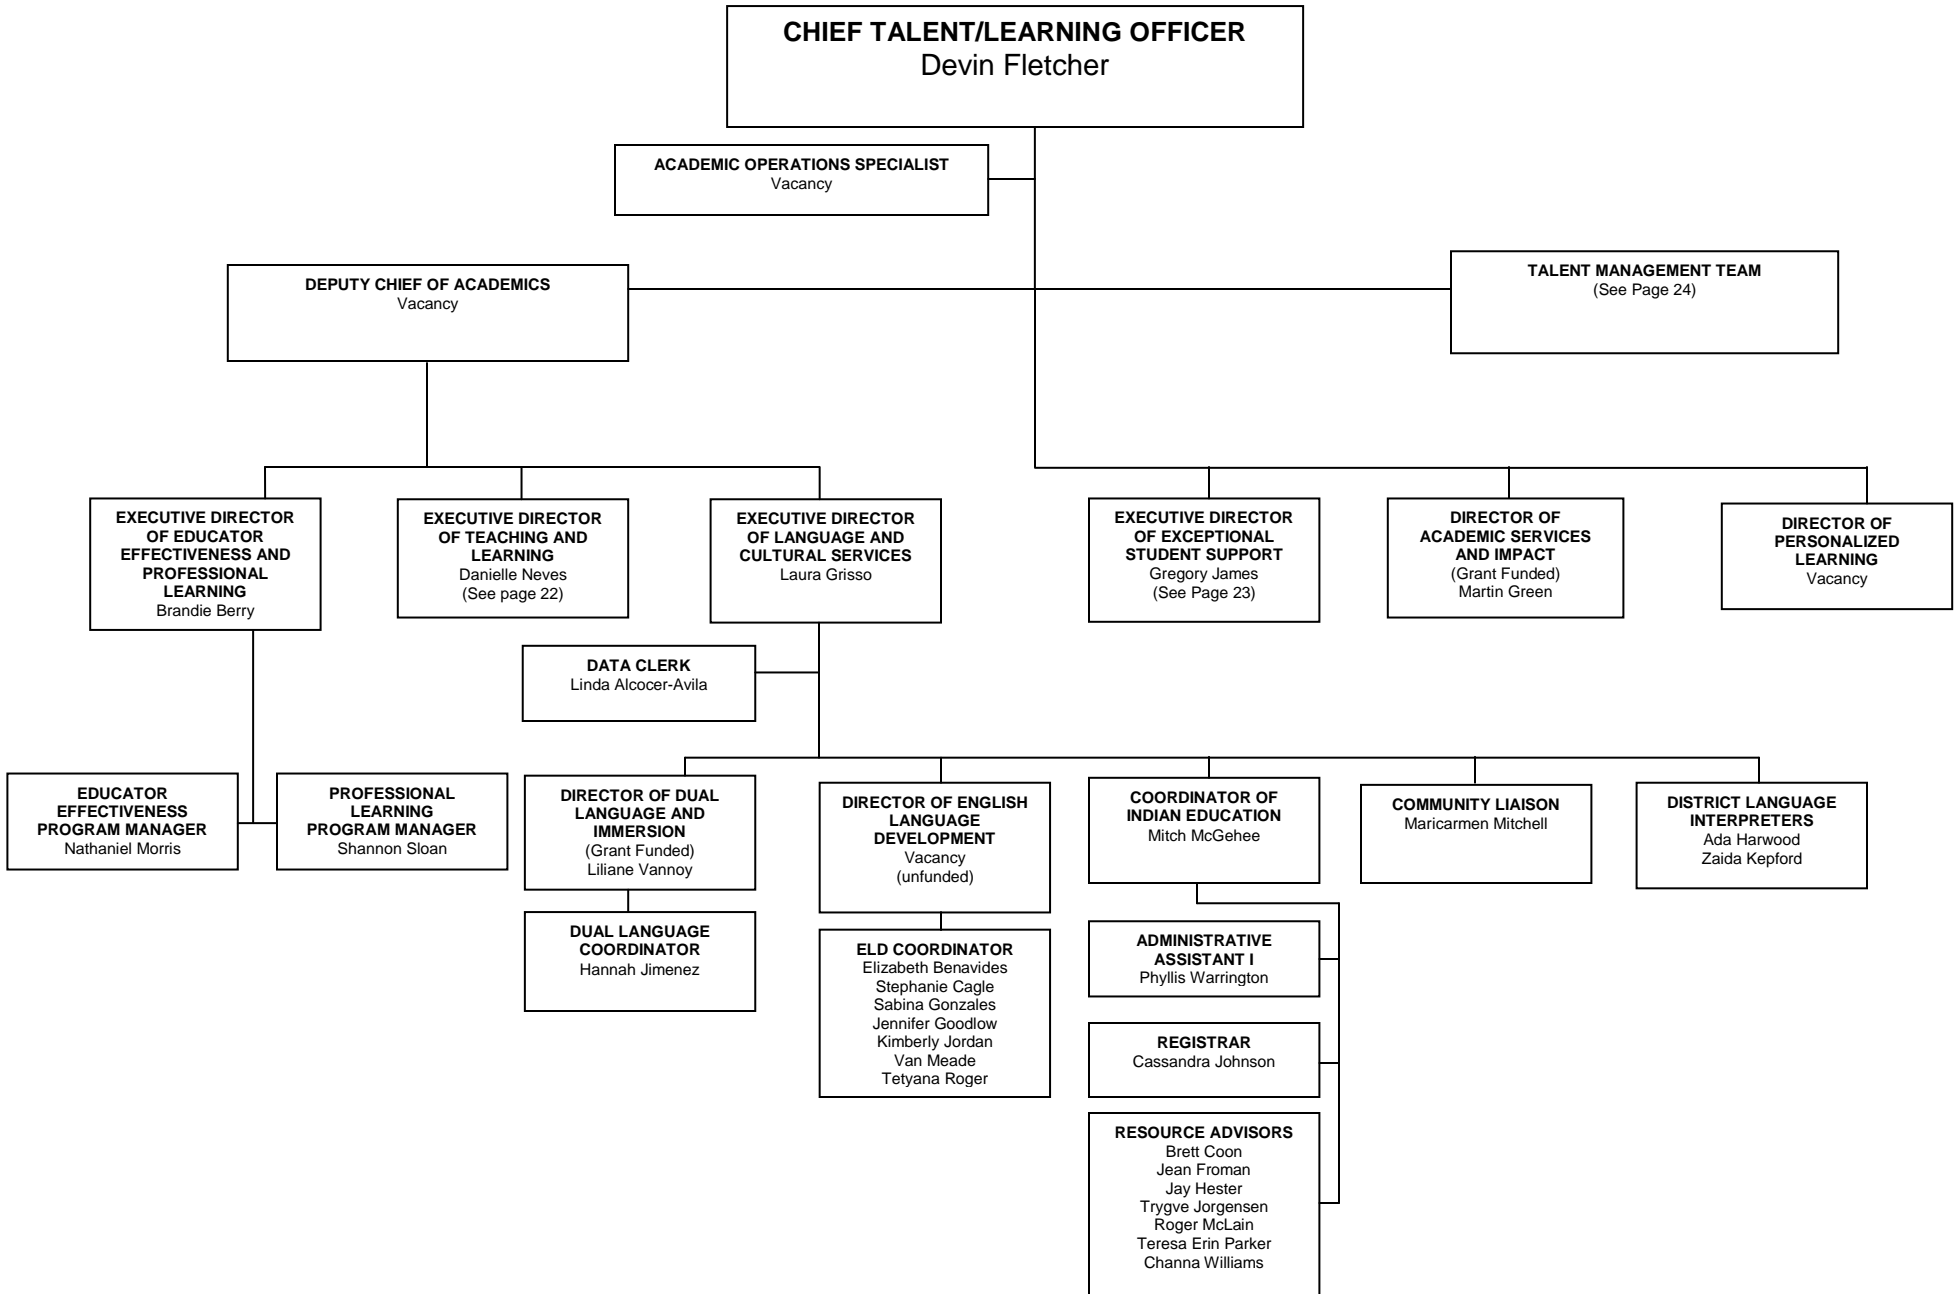 CHIEF TALENT/LEARNING OFFICER
Devin Fletcher
ACADEMIC OPERATIONS SPECIALIST
Vacancy
DEPUTY CHIEF OF ACADEMICS
Vacancy
TALENT MANAGEMENT TEAM
(See Page 24)
EXECUTIVE DIRECTOR
OF EDUCATOR
EFFECTIVENESS AND
PROFESSIONAL
LEARNING
Brandie Berry
EXECUTIVE DIRECTOR
OF TEACHING AND
LEARNING
Danielle Neves
(See page 22)
EXECUTIVE DIRECTOR
OF LANGUAGE AND
CULTURAL SERVICES
Laura Grisso
EXECUTIVE DIRECTOR
OF EXCEPTIONAL
STUDENT SUPPORT
Gregory James
(See Page 23)
DIRECTOR OF
ACADEMIC SERVICES
AND IMPACT
(Grant Funded)
Martin Green
DIRECTOR OF
PERSONALIZED
LEARNING
Vacancy
DATA CLERK
Linda Alcocer-Avila
EDUCATOR
EFFECTIVENESS
PROGRAM MANAGER
Nathaniel Morris
PROFESSIONAL
LEARNING
PROGRAM MANAGER
Shannon Sloan
DIRECTOR OF DUAL
LANGUAGE AND
IMMERSION
(Grant Funded)
Liliane Vannoy
DIRECTOR OF ENGLISH
LANGUAGE
DEVELOPMENT
Vacancy
(unfunded)
COORDINATOR OF
INDIAN EDUCATION
Mitch McGehee
COMMUNITY LIAISON
Maricarmen Mitchell
DISTRICT LANGUAGE
INTERPRETERS
Ada Harwood
Zaida Kepford
DUAL LANGUAGE
COORDINATOR
Hannah Jimenez
ELD COORDINATOR
Elizabeth Benavides
Stephanie Cagle
Sabina Gonzales
Jennifer Goodlow
Kimberly Jordan
Van Meade
Tetyana Roger
ADMINISTRATIVE
ASSISTANT I
Phyllis Warrington
REGISTRAR
Cassandra Johnson
RESOURCE ADVISORS
Brett Coon
Jean Froman
Jay Hester
Trygve Jorgensen
Roger McLain
Teresa Erin Parker
Channa Williams